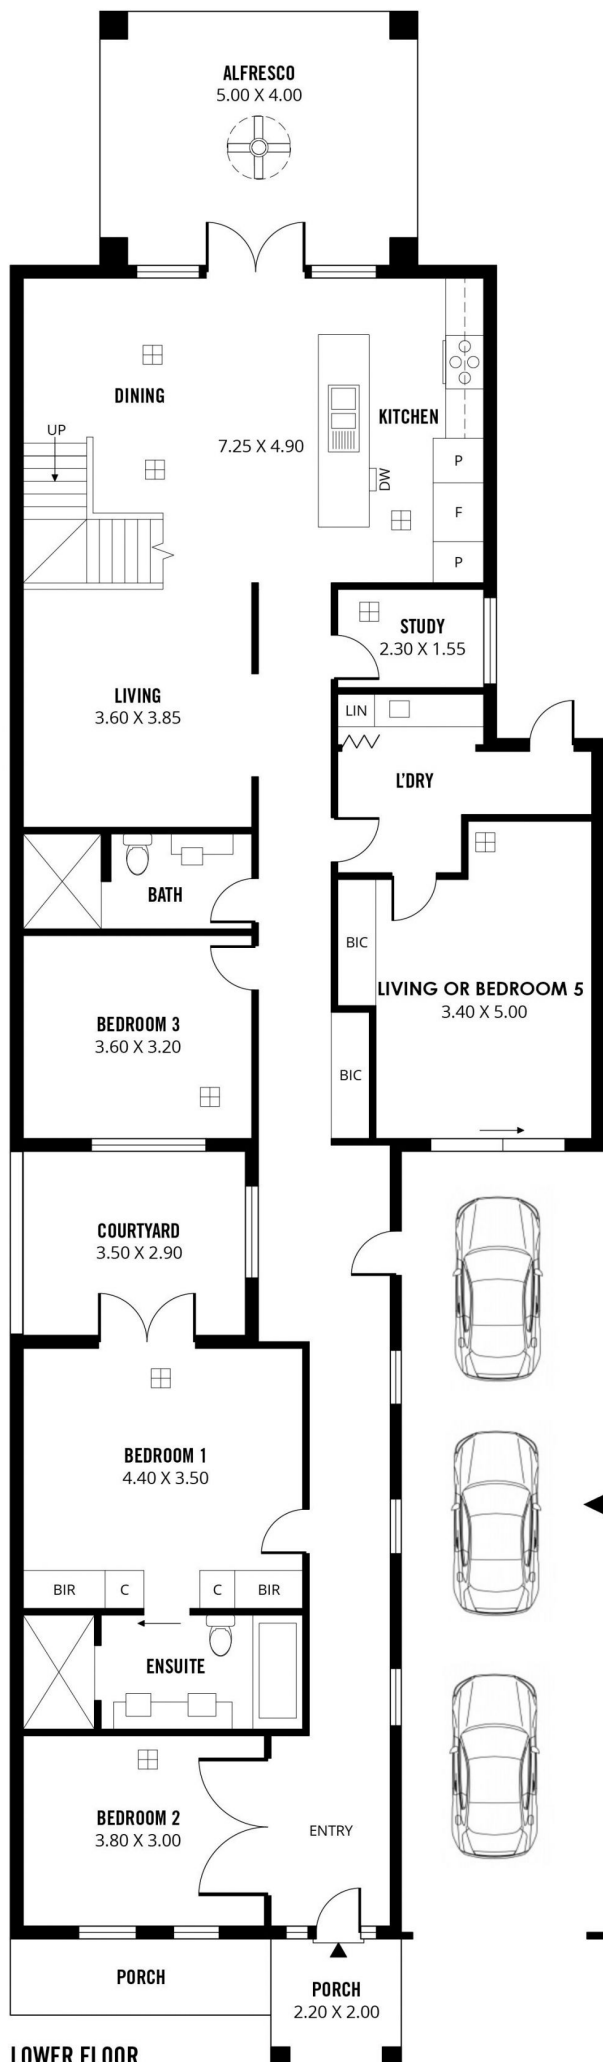 ALFRESCO
5.00 X 4.00
DINING
UP
7.25 X 4.90
KITCHEN
DW
P
F
P
STUDY
2.30 X 1.55
LIVING
3.60 X 3.85
LIN
L'DRY
BATH
BIC
LIVING OR BEDROOM 5
3.40 X 5.00
BEDROOM 3
3.60 X 3.20
BIC
COURTYARD
3.50 X 2.90
BEDROOM 1
4.40 X 3.50
BIR
C
C
BIR
ENSUITE
BEDROOM 2
3.80 X 3.00
ENTRY
PORCH
PORCH
2.20 X 2.00
LOWER FLOOR